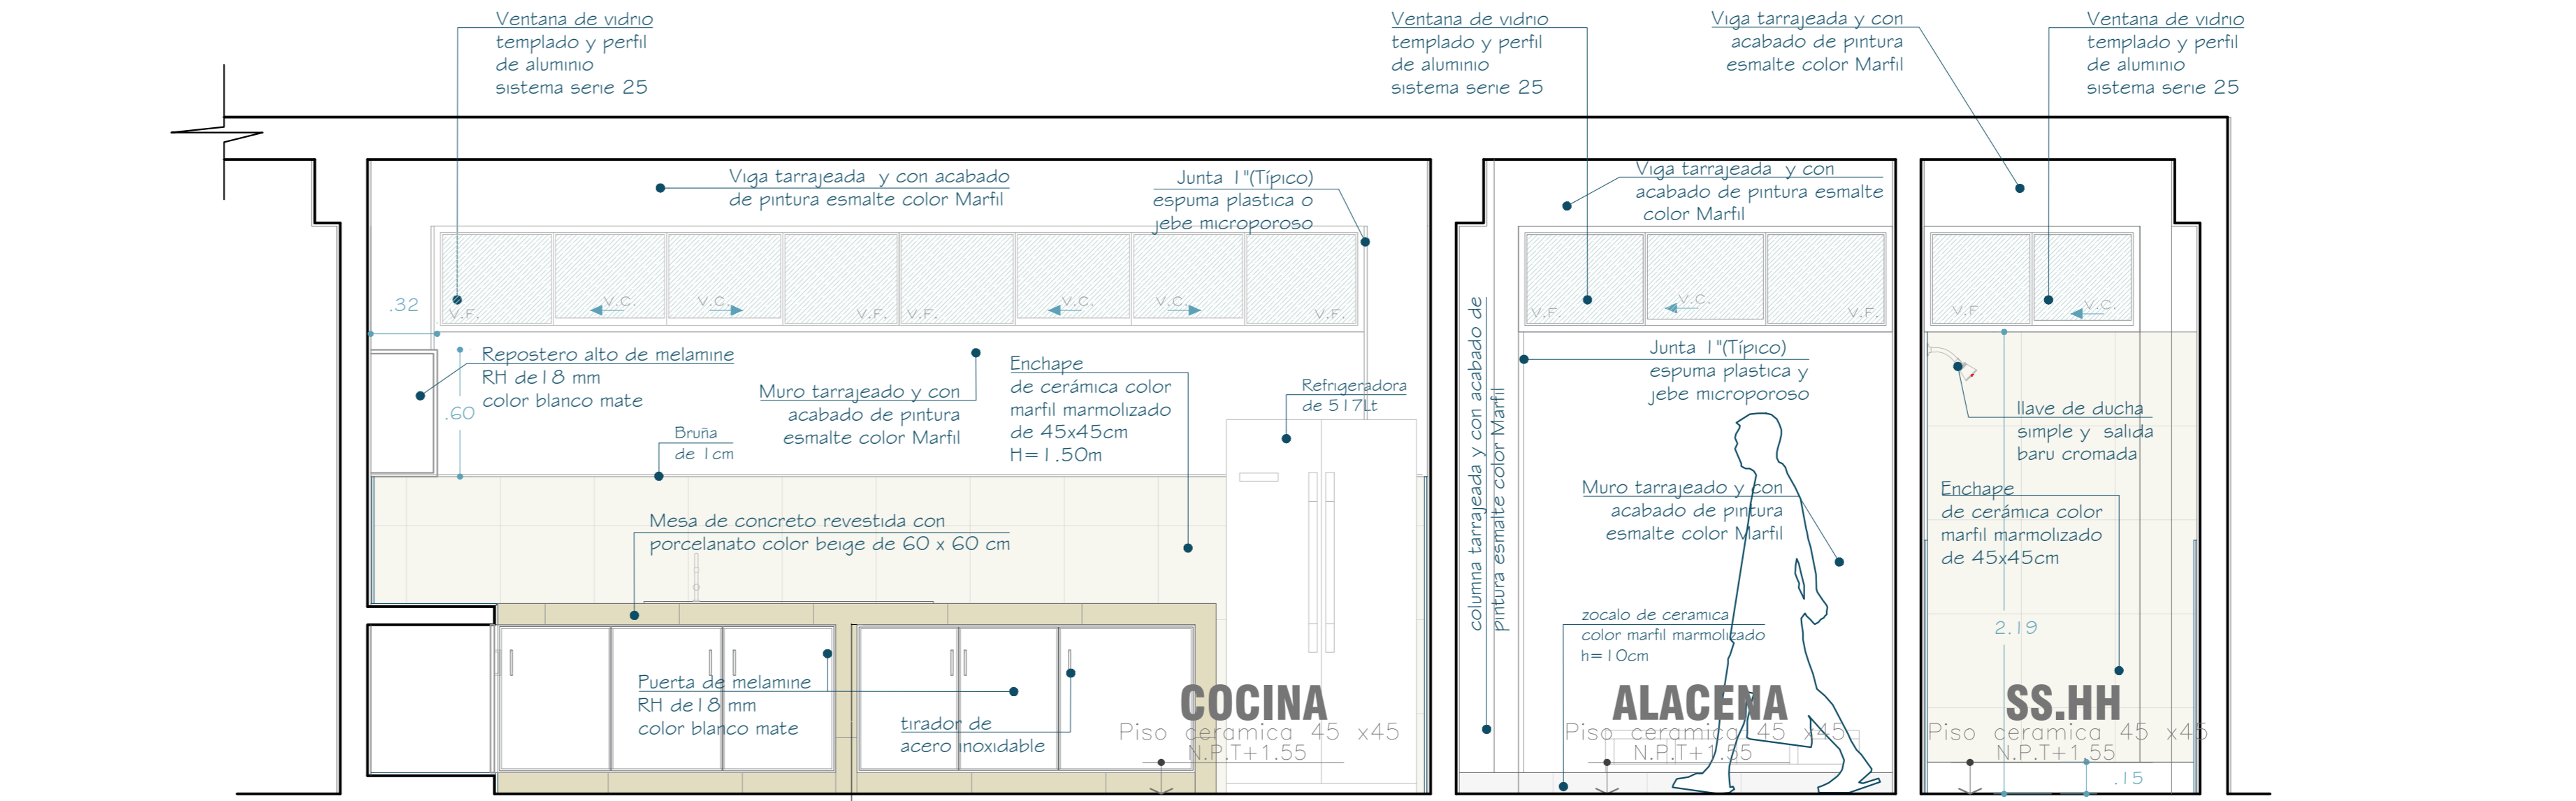 Ventana de vidrio
templado y perfil
de aluminio
sistema serie 25
Ventana de vidrio
templado y perfil
de aluminio
sistema serie 25
Viga tarrajeada y con
acabado de pintura
esmalte color Marfil
Ventana de vidrio
templado y perfil
de aluminio
sistema serie 25
Viga tarrajeada y con acabado
de pintura esmalte color Marfil
Junta 1"(Típico)
espuma plastica o
jebe microporoso
Viga tarrajeada y con
acabado de pintura esmalte
color Marfil
V.F.
V.C.
V.C.
V.F.
V.F.
V.C.
V.C.
V.F.
V.F.
V.C.
V.F.
V.F.
V.C.
.32
.60
Repostero alto de melamine
RH de18 mm
color blanco mate
Bruña
de 1cm
Muro tarrajeado y con
acabado de pintura
esmalte color Marfil
Enchape
de cerámica color
marfil marmolizado
de 45x45cm
H=1.50m
Refrigeradora
de 517Lt
columna tarrajeada y con acabado de
pintura esmalte color Marfil
Junta 1"(Típico)
espuma plastica y
jebe microporoso
llave de ducha
simple y salida
baru cromada
Muro tarrajeado y con
acabado de pintura
esmalte color Marfil
Enchape
de cerámica color
marfil marmolizado
de 45x45cm
Mesa de concreto revestida con
porcelanato color beige de 60 x 60 cm
zocalo de ceramica
color marfil marmolizado
h=10cm
2.19
Puerta de melamine
RH de18 mm
color blanco mate
tirador de
acero inoxidable
COCINA
Piso ceramica 45 x45
N.P.T+1.55
ALACENA
Piso ceramica 45 x45
N.P.T+1.55
SS.HH
Piso ceramica 45 x45
N.P.T+1.55
.15